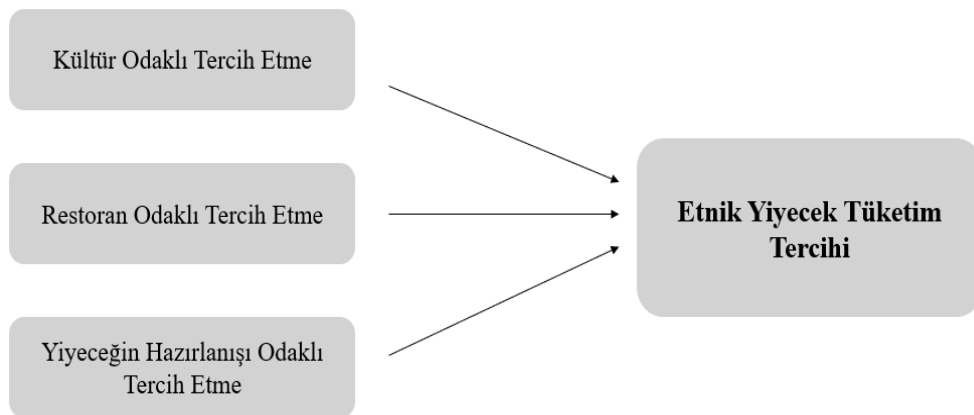 Kültür Odaklı Tercih Etme
Restoran Odaklı Tercih Etme
Yiyeceğin Hazırlanışı Odaklı
Tercih Etme
Etnik Yiyecek Tüketim
Tercihi